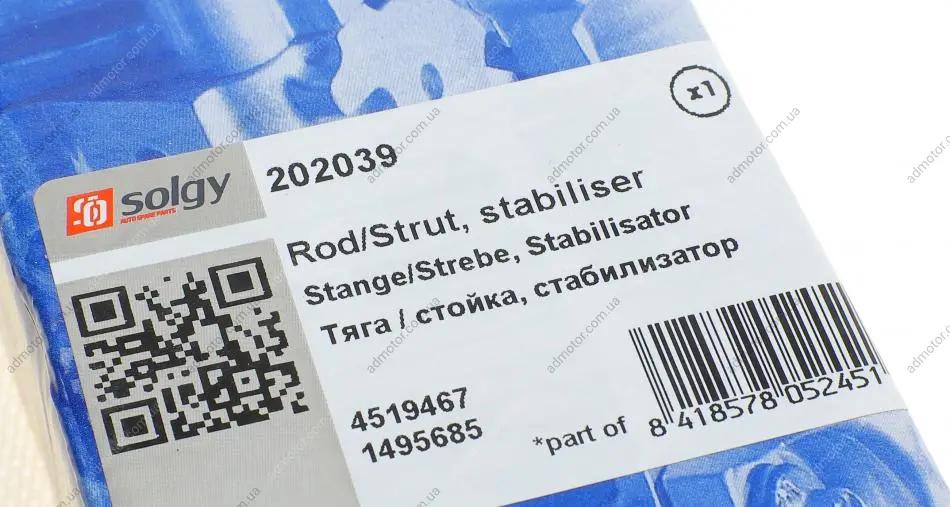 x1
solgy
AUTO SPARE PARTS
202039
Rod/Strut, stabiliser
Stange/Strebe, Stabilisator
Тяга / стойка, стабилизатор
4519467
1495685
*part of
8 418578 052451
admotor.com.ua